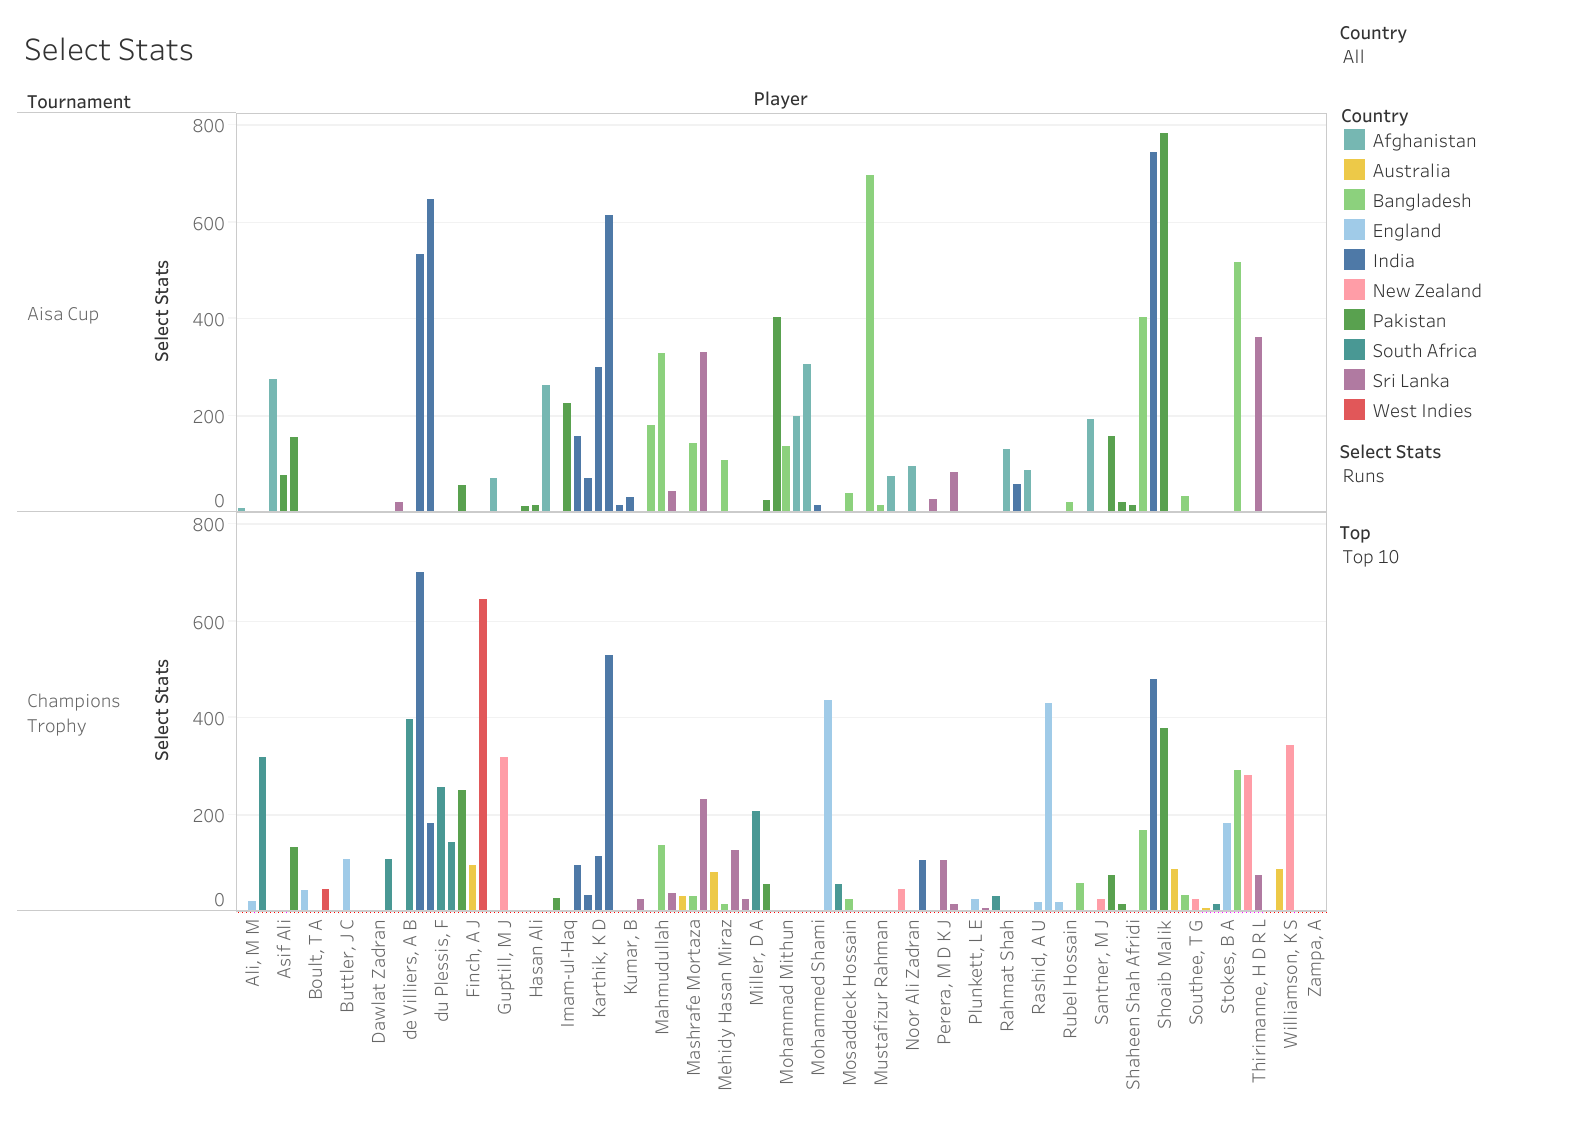 Select Stats
Tournament
Player
Aisa Cup
Select Stats
800
600
400
200
0
Champions
Trophy
Select Stats
800
600
400
200
0
Ali, M M
Asif Ali
Boult, T A
Buttler, J C
Dawlat Zadran
de Villiers, A B
du Plessis, F
Finch, A J
Guptill, M J
Hasan Ali
Imam-ul-Haq
Karthik, K D
Kumar, B
Mahmudullah
Mashrafe Mortaza
Mehidy Hasan Miraz
Miller, D A
Mohammad Mithun
Mohammed Shami
Mosaddeck Hossain
Mustafizur Rahman
Noor Ali Zadran
Perera, M D K J
Plunkett, L E
Rahmat Shah
Rashid, A U
Rubel Hossain
Santner, M J
Shaheen Shah Afridi
Shoaib Malik
Southee, T G
Stokes, B A
Thirimanne, H D R L
Williamson, K S
Zampa, A
Country
All
Country
Afghanistan
Australia
Bangladesh
England
India
New Zealand
Pakistan
South Africa
Sri Lanka
West Indies
Select Stats
Runs
Top
Top 10